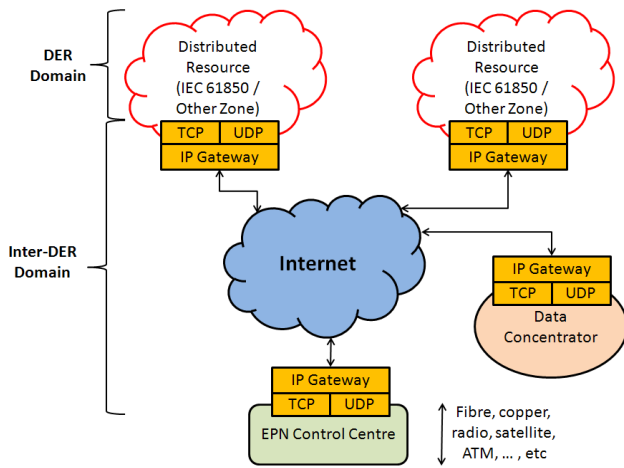 DER
Domain
Distributed
Resource
(IEC 61850 /
Other Zone)
TCP
UDP
IP Gateway
Distributed
Resource
(IEC 61850 /
Other Zone)
TCP
UDP
IP Gateway
Inter-DER
Domain
Internet
IP Gateway
TCP
UDP
Data
Concentrator
IP Gateway
TCP
UDP
EPN Control Centre
Fibre, copper,
radio, satellite,
ATM, ... , etc